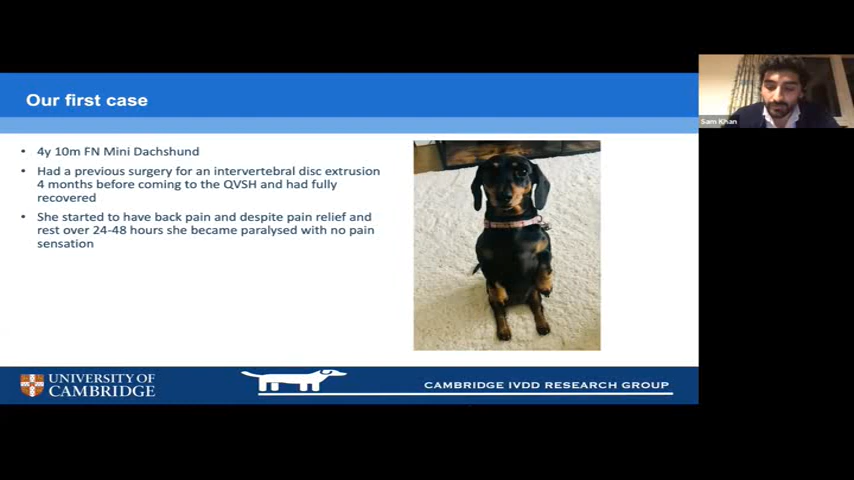 Our first case
Sam Khan
• 4y 10m FN Mini Dachshund
• Had a previous surgery for an intervertebral disc extrusion
4 months before coming to the QVSH and had fully
recovered
• She started to have back pain and despite pain relief and
rest over 24-48 hours she became paralysed with no pain
sensation
UNIVERSITY OF
CAMBRIDGE
CAMBRIDGE IVDD RESEARCH GROUP